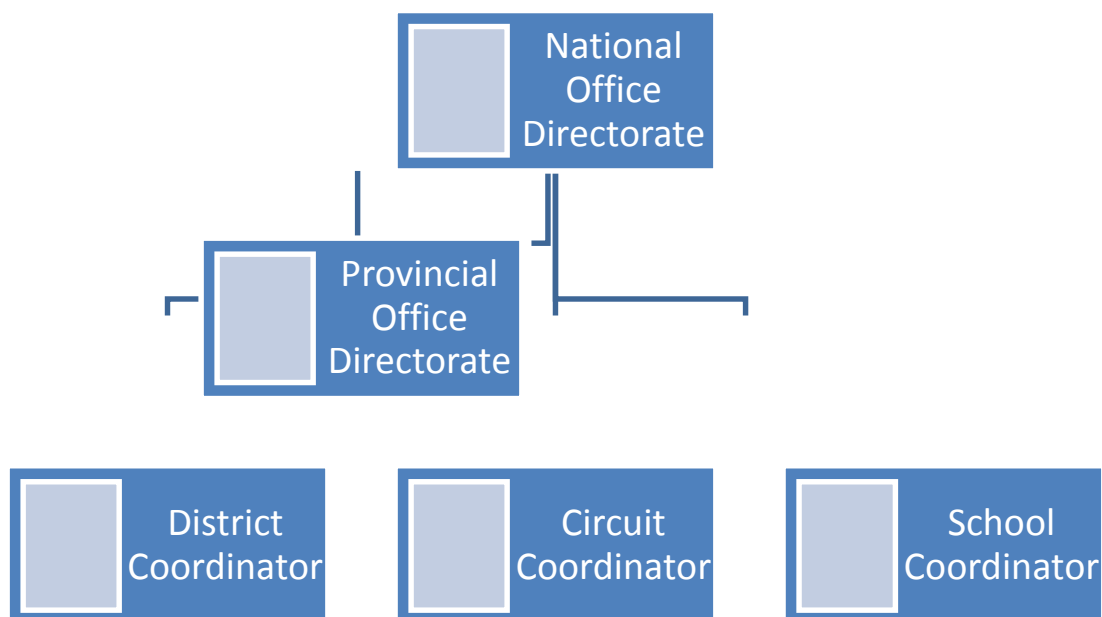 National
Office
Directorate
Provincial
Office
Directorate
District
Coordinator
Circuit
Coordinator
School
Coordinator